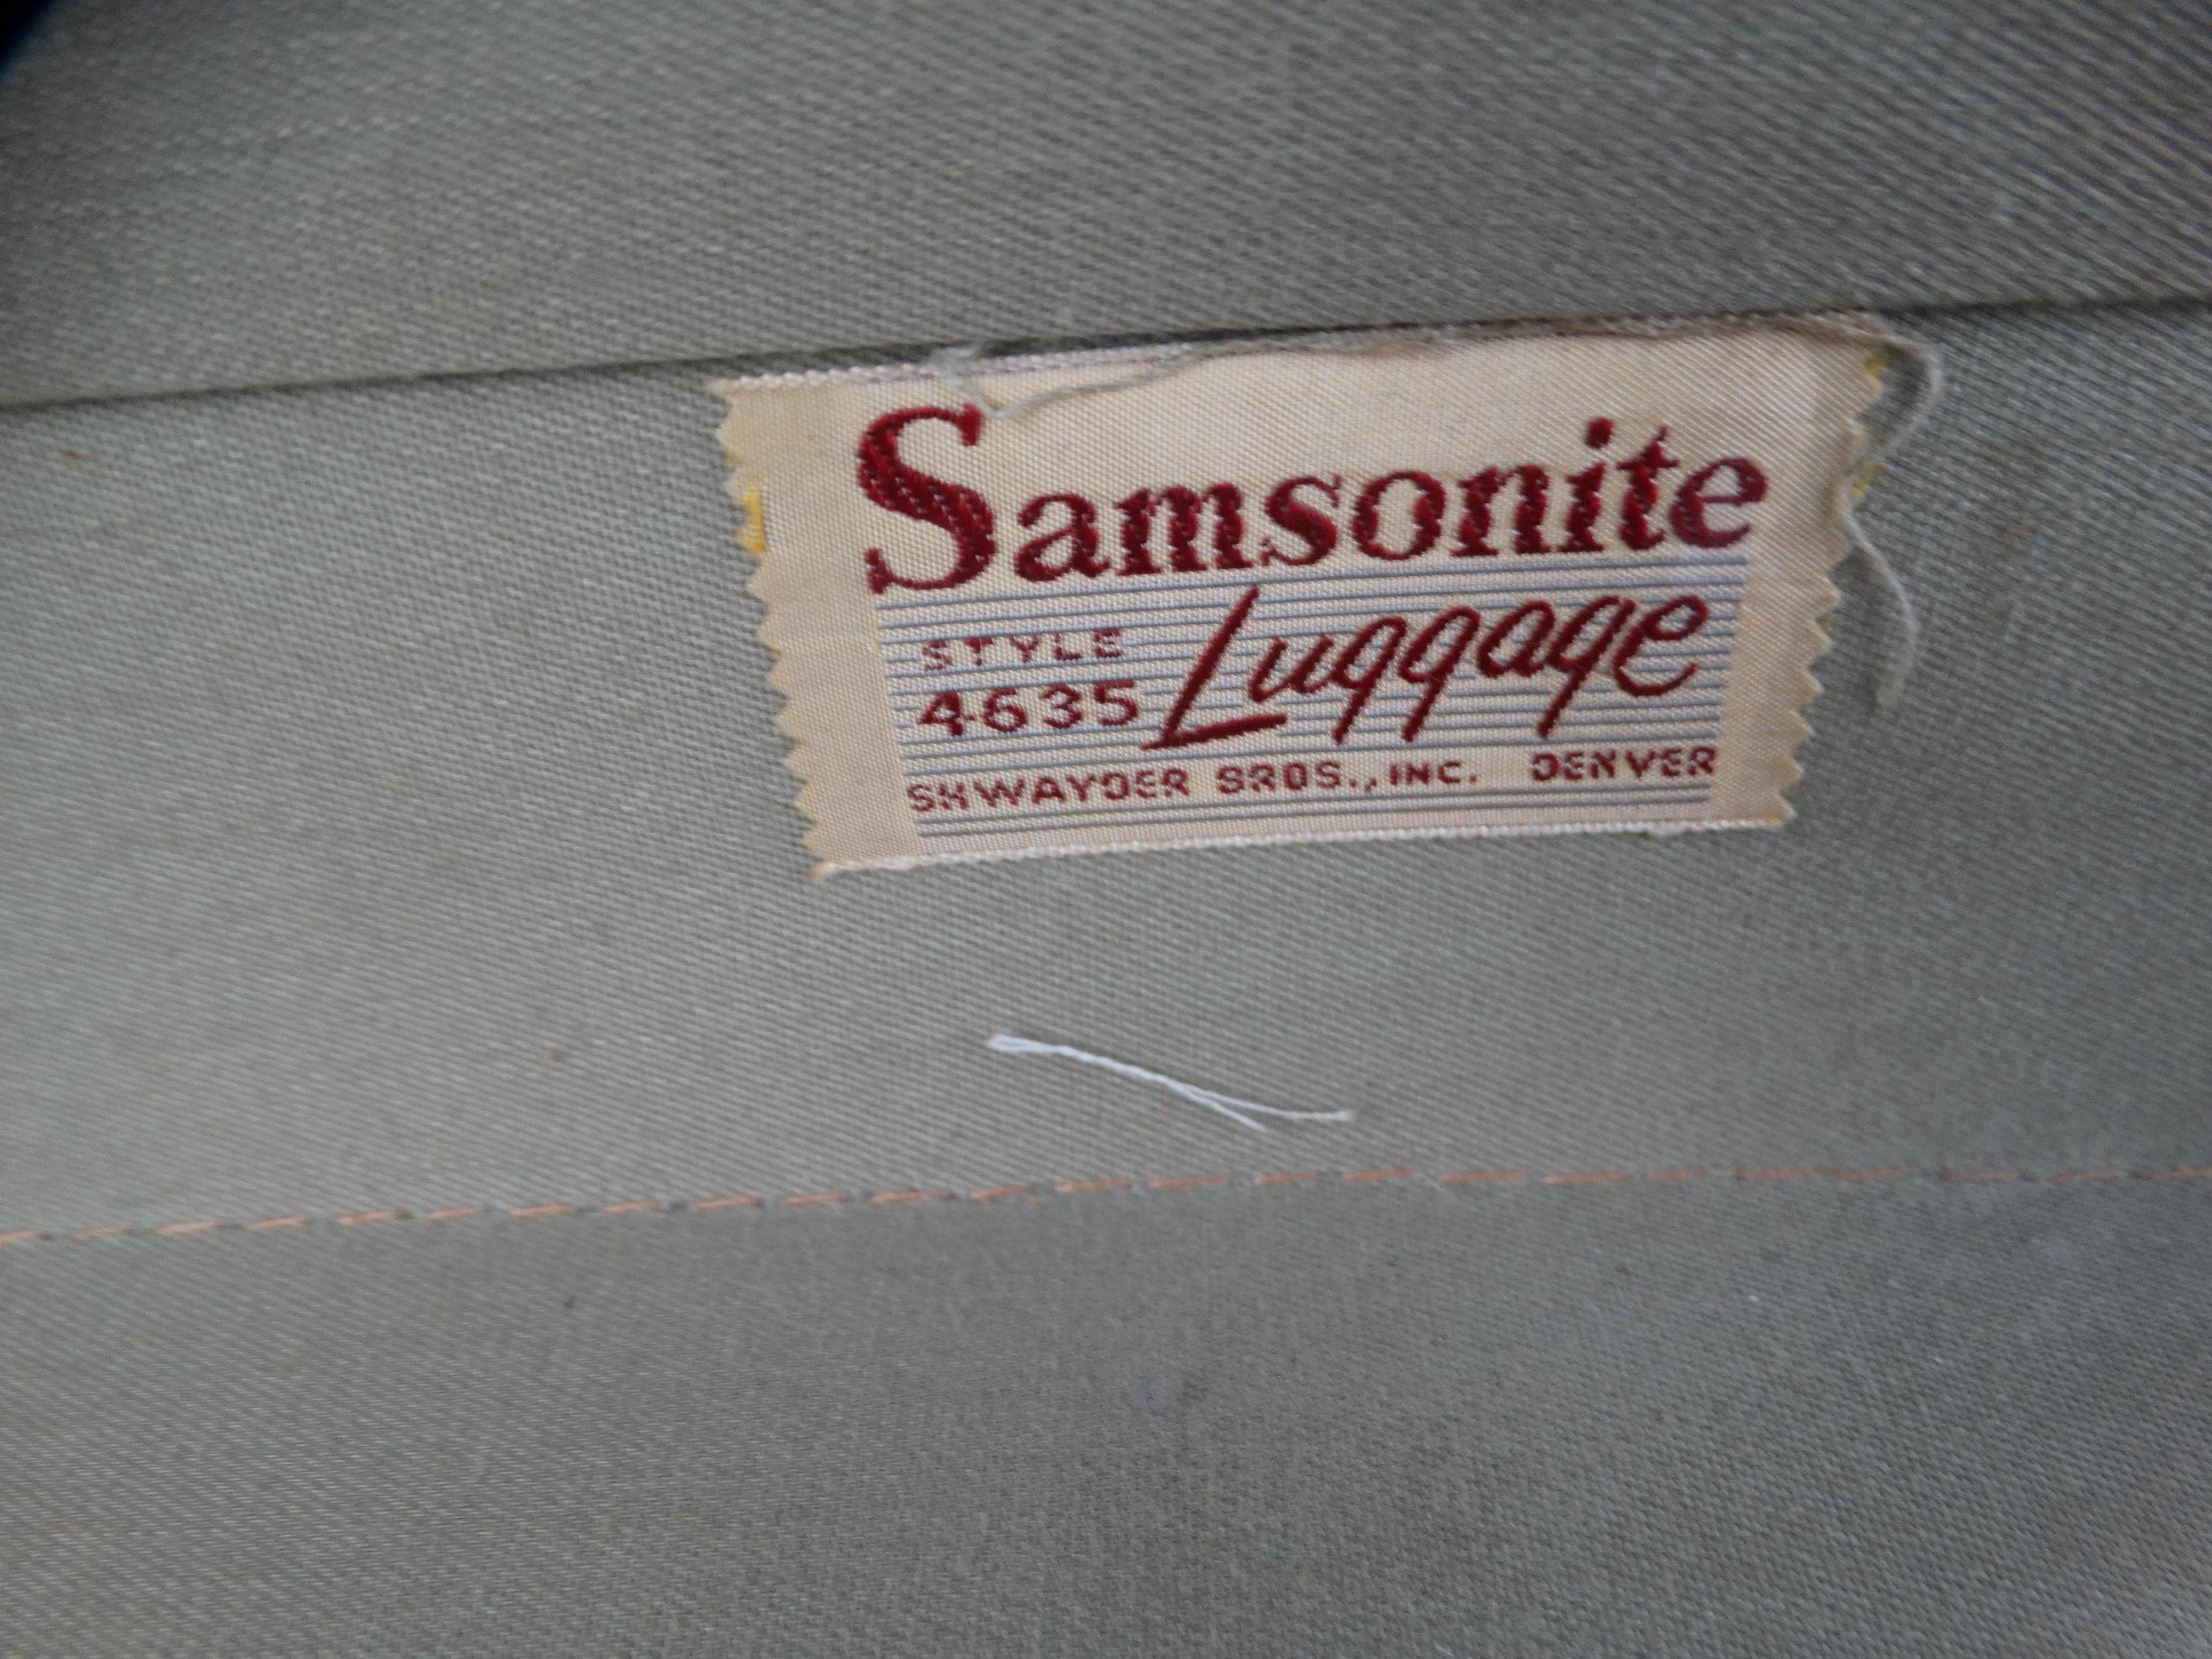 Samsonite
Luggage
STYLE
4635
SHWAYDER BROS., INC. DENVER